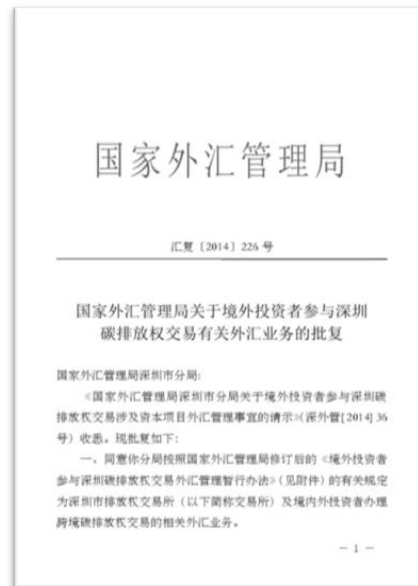 国家外汇管理局
汇复〔2014〕226 号
国家外汇管理局关于境外投资者参与深圳
碳排放权交易有关外汇业务的批复
国家外汇管理局深圳市分局:
《国家外汇管理局深圳市分局关于境外投资者参与深圳碳
排放权交易涉及资本项目外汇管理事宜的请示》(深外管[2014]36
号）收悉。现批复如下:
一、同意你分局按照国家外汇管理局修订后的《境外投资者
参与深圳碳排放权交易外汇管理暂行办法》(见附件) 的有关规定
为深圳市排放权交易所（以下简称交易所）及境内外投资者办理
跨境碳排放权交易的相关外汇业务。
— 1 —